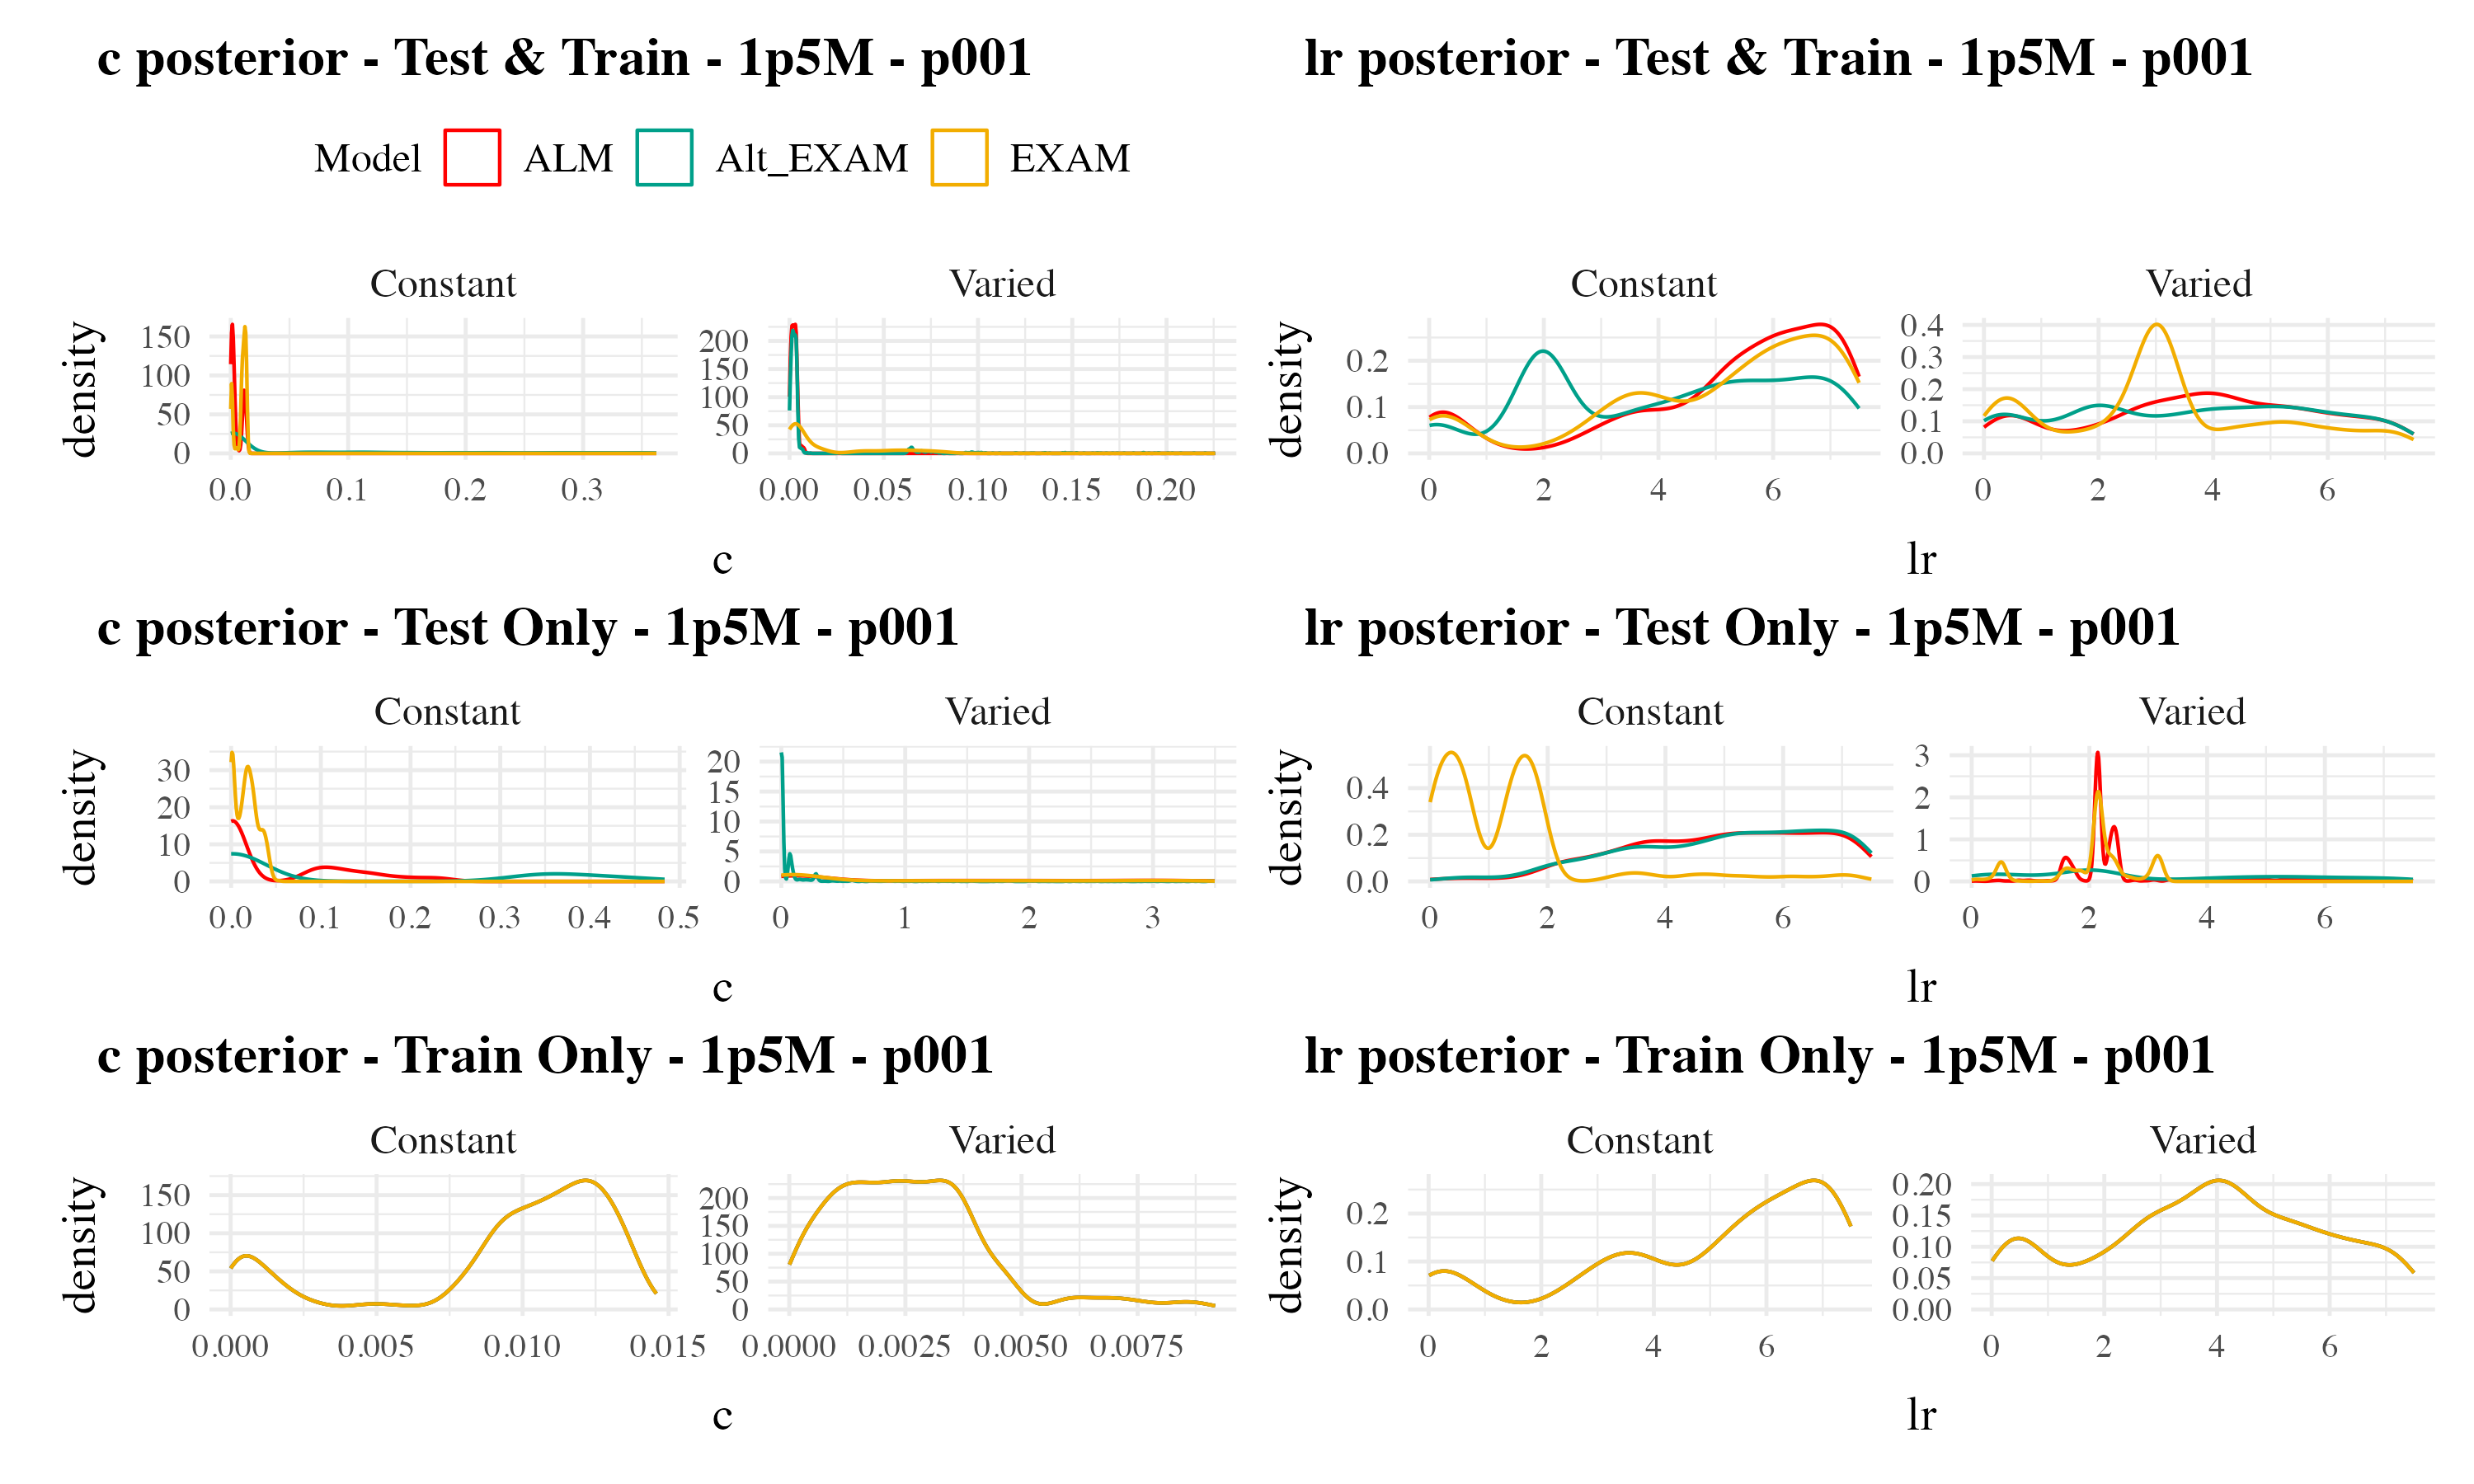 c posterior - Test & Train - 1p5M - p001
Model ALM Alt_EXAM EXAM
Constant Varied
density
150
100
50
0
200
150
100
50
0
0.0 0.1 0.2 0.3
0.00 0.05 0.10 0.15 0.20
c
lr posterior - Test & Train - 1p5M - p001
Constant Varied
density
0.2
0.1
0.0
0.4
0.3
0.2
0.1
0.0
0 2 4 6
0 2 4 6
lr
c posterior - Test Only - 1p5M - p001
Constant Varied
density
30
20
10
0
20
15
10
5
0
0.0 0.1 0.2 0.3 0.4 0.5
0 1 2 3
c
lr posterior - Test Only - 1p5M - p001
Constant Varied
density
0.4
0.2
0.0
3
2
1
0
0 2 4 6
0 2 4 6
lr
c posterior - Train Only - 1p5M - p001
Constant Varied
density
150
100
50
0
200
150
100
50
0
0.000 0.005 0.010 0.015
0.0000 0.0025 0.0050 0.0075
c
lr posterior - Train Only - 1p5M - p001
Constant Varied
density
0.2
0.1
0.0
0.20
0.15
0.10
0.05
0.00
0 2 4 6
0 2 4 6
lr